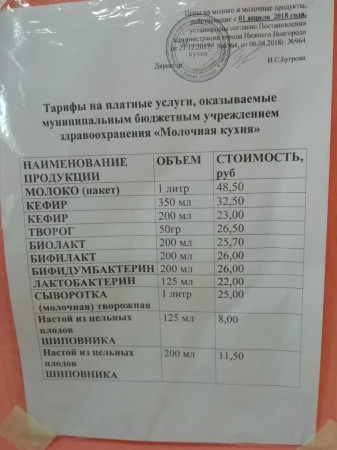 Цены на молоко и молочные продукты,
действующие с 01 апреля 2018 года,
установлены согласно Постановления
администрации города Нижнего Новгорода
от 06.04.2018г. №964
кухня
Директор И.С.Бугрова
Тарифы на платные услуги, оказываемые
муниципальным бюджетным учреждением
здравоохранения «Молочная кухня»
НАИМЕНОВАНИЕ ОБЪЕМ СТОИМОСТЬ,
ПРОДУКЦИИ руб
МОЛОКО (пакет) 1 литр 48,50
КЕФИР 350 мл 32,50
КЕФИР 200 мл 23,00
ТВОРОГ 50гр 26,50
БИОЛАКТ 200 мл 25,70
БИФИЛАКТ 200 мл 26,00
БИФИДУМБАКТЕРИН 200 мл 26,00
ЛАКТОБАКТЕРИН 125 мл 22,00
СЫВОРОТКА 1 литр 25,00
(молочная) творожная
Настой из цельных 125 мл 8,00
плодов
ШИПОВНИКА
Настой из цельных 200 мл 11,50
плодов
ШИПОВНИКА